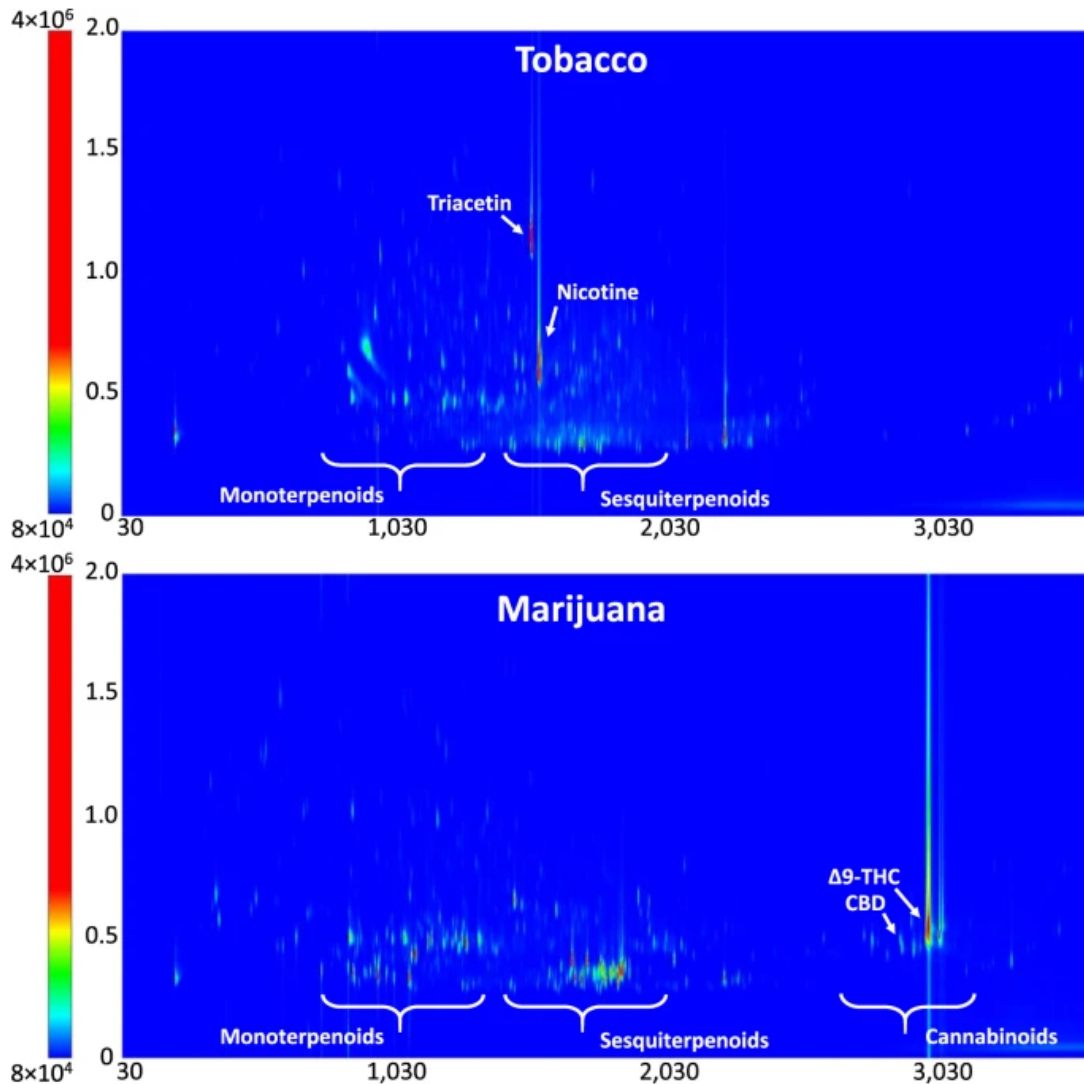 4×10⁶
2.0
Tobacco
1.5
Triacetin
1.0
Nicotine
0.5
Monoterpenoids
Sesquiterpenoids
0
8×10⁴
30 1,030 2,030 3,030
4×10⁶
2.0
Marijuana
1.5
1.0
Δ9-THC
CBD
0.5
Monoterpenoids
Sesquiterpenoids
Cannabinoids
0
8×10⁴
30 1,030 2,030 3,030